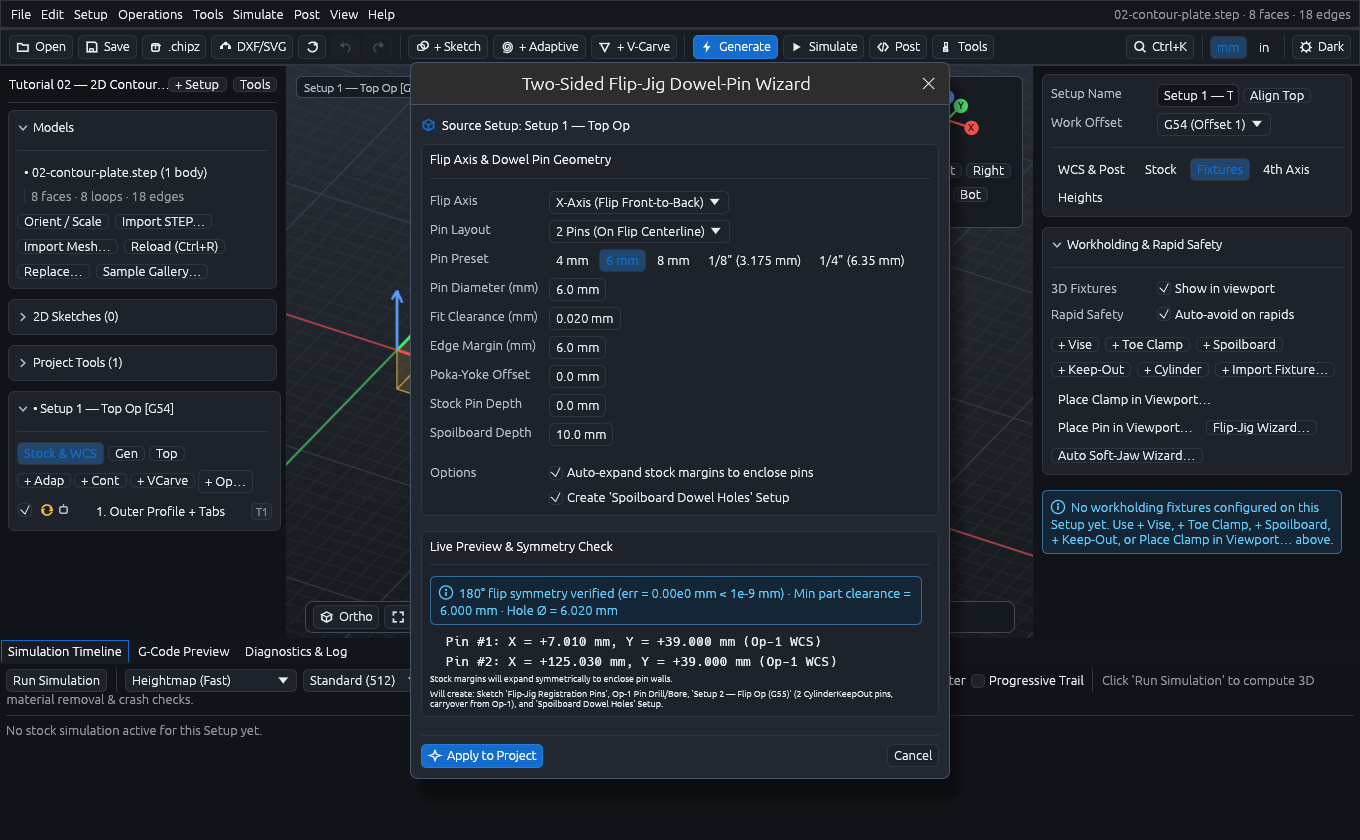 File Edit Setup Operations Tools Simulate Post View Help 02-contour-plate.step · 8 faces · 18 edges
Open Save .chipz DXF/SVG + Sketch + Adaptive + V-Carve Generate Simulate Post Tools Ctrl+K mm in Dark
Tutorial 02 — 2D Contour… + Setup Tools
Models
• 02-contour-plate.step (1 body)
8 faces · 8 loops · 18 edges
Orient / Scale Import STEP…
Import Mesh… Reload (Ctrl+R)
Replace… Sample Gallery…
2D Sketches (0)
Project Tools (1)
• Setup 1 — Top Op [G54]
Stock & WCS Gen Top
+ Adap + Cont + VCarve + Op…
1. Outer Profile + Tabs T1
Setup 1 — Top Op [G
Two-Sided Flip-Jig Dowel-Pin Wizard
Source Setup: Setup 1 — Top Op
Flip Axis & Dowel Pin Geometry
Flip Axis X-Axis (Flip Front-to-Back)
Pin Layout 2 Pins (On Flip Centerline)
Pin Preset 4 mm 6 mm 8 mm 1/8" (3.175 mm) 1/4" (6.35 mm)
Pin Diameter (mm) 6.0 mm
Fit Clearance (mm) 0.020 mm
Edge Margin (mm) 6.0 mm
Poka-Yoke Offset 0.0 mm
Stock Pin Depth 0.0 mm
Spoilboard Depth 10.0 mm
Options Auto-expand stock margins to enclose pins
Create 'Spoilboard Dowel Holes' Setup
Live Preview & Symmetry Check
180° flip symmetry verified (err = 0.00e0 mm < 1e-9 mm) · Min part clearance =
6.000 mm · Hole Ø = 6.020 mm
Pin #1: X = +7.010 mm, Y = +39.000 mm (Op-1 WCS)
Pin #2: X = +125.030 mm, Y = +39.000 mm (Op-1 WCS)
Stock margins will expand symmetrically to enclose pin walls.
Will create: Sketch 'Flip-Jig Registration Pins', Op-1 Pin Drill/Bore, 'Setup 2 — Flip Op (G55)' (2 CylinderKeepOut pins,
carryover from Op-1), and 'Spoilboard Dowel Holes' Setup.
Apply to Project Cancel
Y
X
t Right
Bot
Ortho
Setup Name Setup 1 — T Align Top
Work Offset G54 (Offset 1)
WCS & Post Stock Fixtures 4th Axis
Heights
Workholding & Rapid Safety
3D Fixtures Show in viewport
Rapid Safety Auto-avoid on rapids
+ Vise + Toe Clamp + Spoilboard
+ Keep-Out + Cylinder + Import Fixture…
Place Clamp in Viewport…
Place Pin in Viewport… Flip-Jig Wizard…
Auto Soft-Jaw Wizard…
No workholding fixtures configured on this
Setup yet. Use + Vise, + Toe Clamp, + Spoilboard,
+ Keep-Out, or Place Clamp in Viewport… above.
Simulation Timeline G-Code Preview Diagnostics & Log
Run Simulation Heightmap (Fast) Standard (512) ter Progressive Trail Click 'Run Simulation' to compute 3D
material removal & crash checks.
No stock simulation active for this Setup yet.